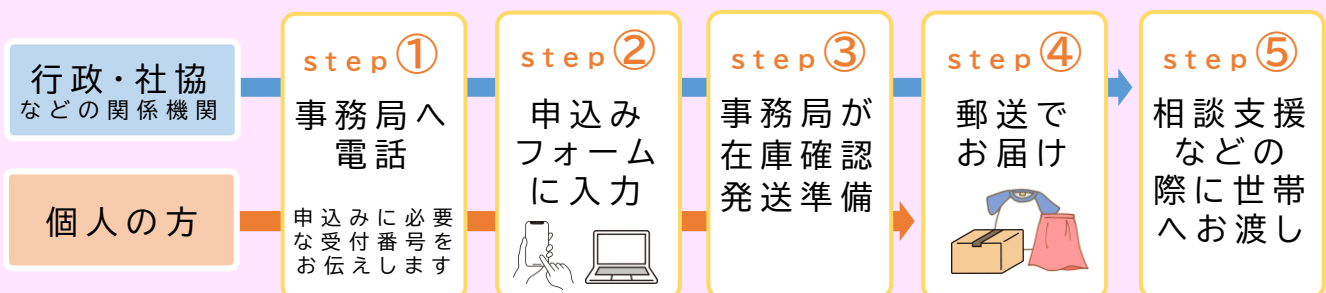 行政・社協
などの関係機関
個人の方
step①
事務局へ
電話
申込みに必要
な受付番号を
お伝えします
step②
申込み
フォーム
に入力
step③
事務局が
在庫確認
発送準備
step④
郵送で
お届け
step⑤
相談支援
などの
際に世帯
へお渡し